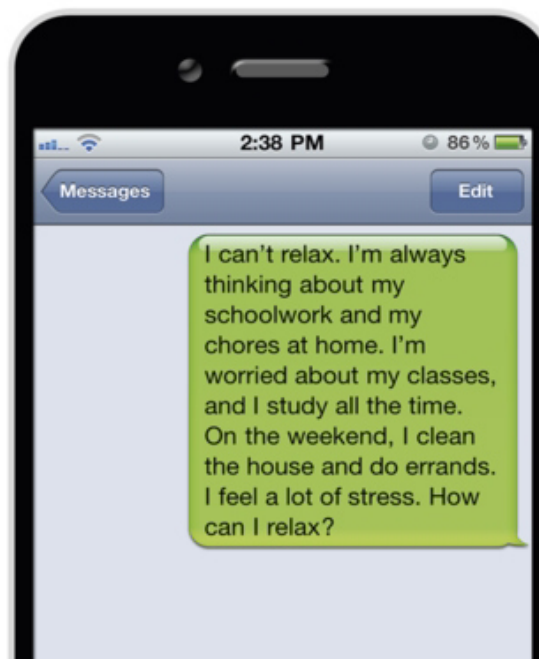 2:38 PM 86%
Messages Edit
I can't relax. I'm always
thinking about my
schoolwork and my
chores at home. I'm
worried about my classes,
and I study all the time.
On the weekend, I clean
the house and do errands.
I feel a lot of stress. How
can I relax?